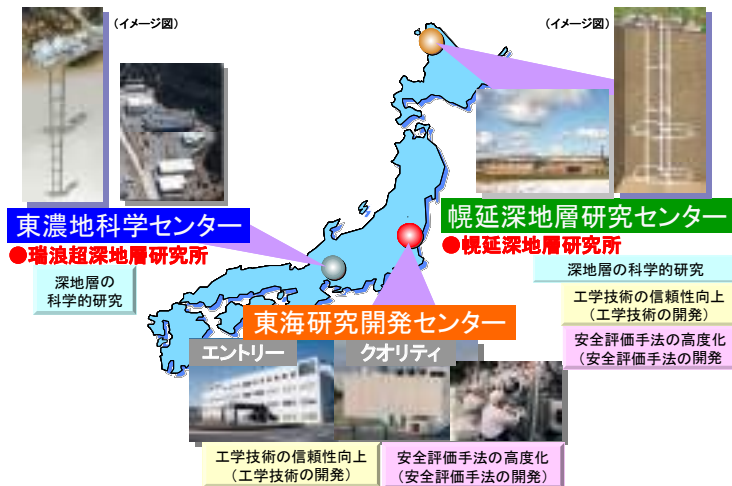 （イメージ図）
（イメージ図）
東濃地科学センター
●瑞浪超深地層研究所
深地層の
科学的研究
幌延深地層研究センター
●幌延深地層研究所
深地層の科学的研究
工学技術の信頼性向上
（工学技術の開発）
安全評価手法の高度化
（安全評価手法の開発
東海研究開発センター
エントリー
クオリティ
工学技術の信頼性向上
（工学技術の開発）
安全評価手法の高度化
（安全評価手法の開発）